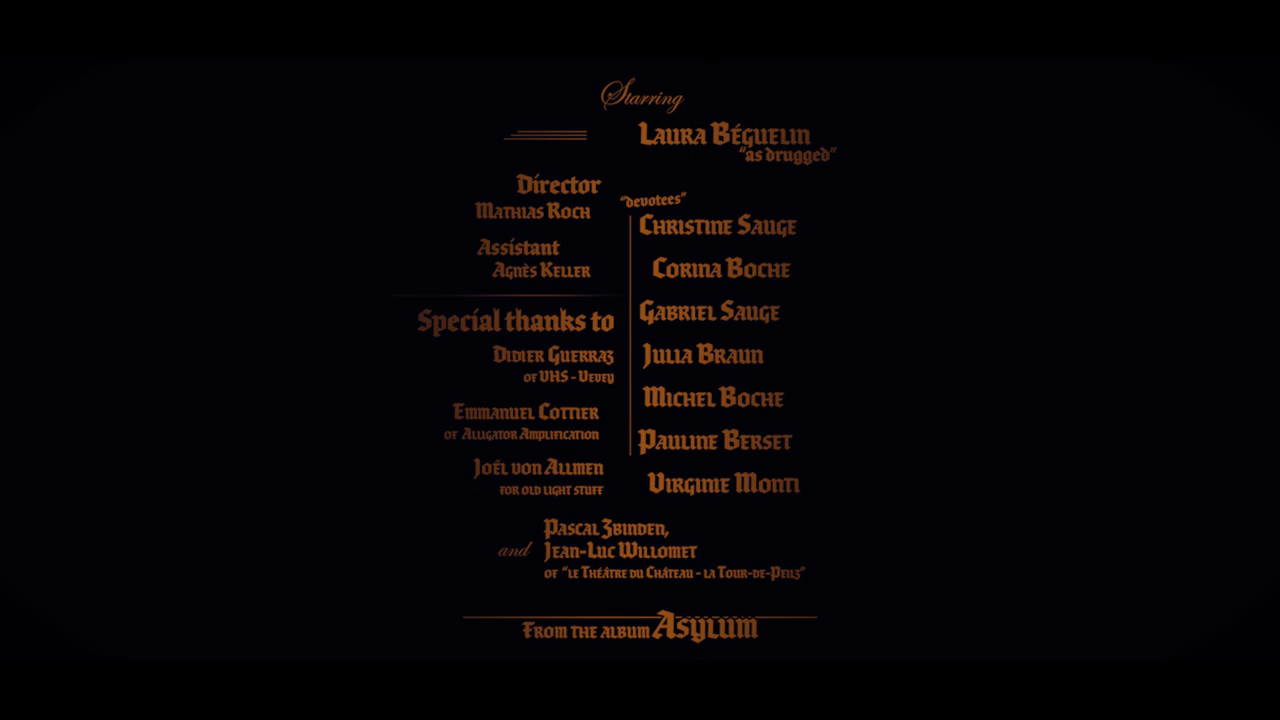 Starring
Laura Béguelin
“as drugged”
Director
Mathias Roch
Assistant
Agnès Keller
Special thanks to
Didier Guerraz
of VHS - Vevey
Emmanuel Cottier
of Alligator Amplification
Joël von Allmen
for old light stuff
“devotees”
Christine Sauge
Corina Boche
Gabriel Sauge
Julia Braun
Michel Boche
Pauline Berset
Virginie Monti
and
Pascal Zbinden,
Jean-Luc Willomet
of “le Théâtre du Château - la Tour-de-Peilz”
From the album Asylum